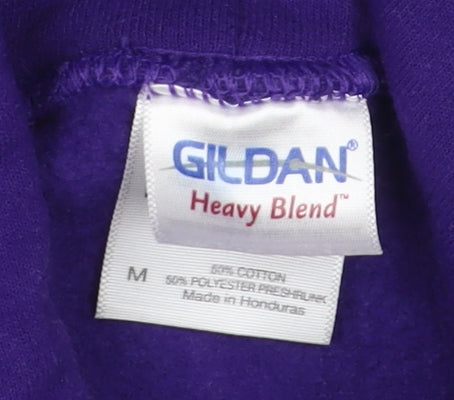 GILDAN®
Heavy Blend™
M
50% COTTON
50% POLYESTER PRESHRUNK
Made in Honduras